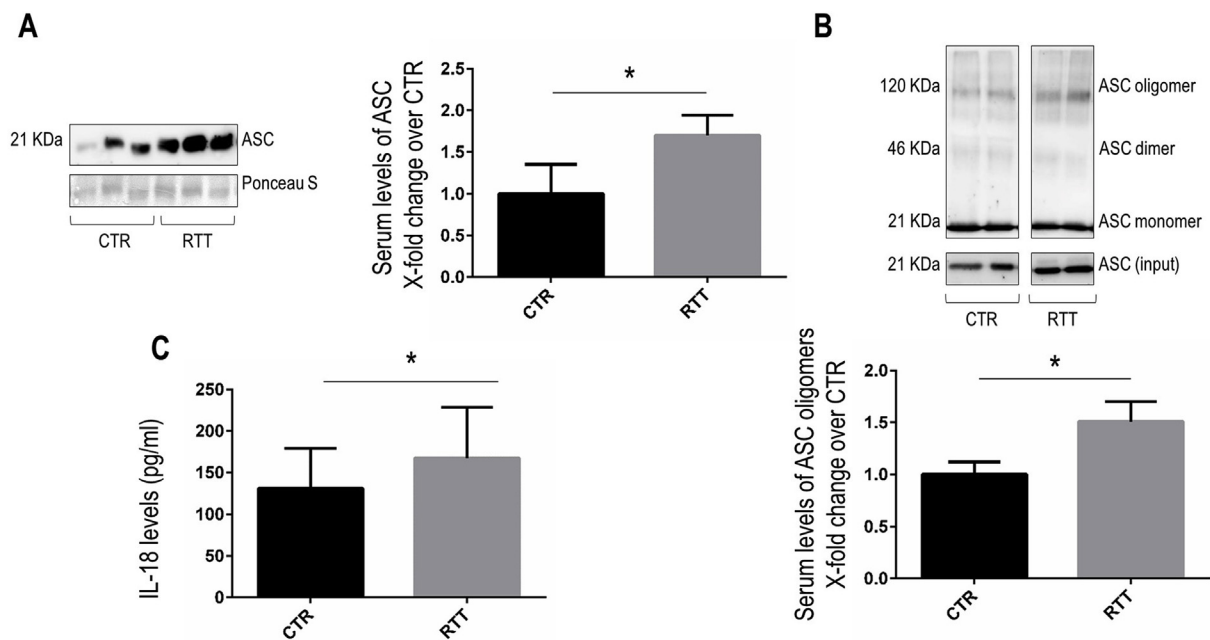 A
21 KDa
ASC
Ponceau S
CTR
RTT
Serum levels of ASC
X-fold change over CTR
2.5
2.0
1.5
1.0
0.5
0.0
*
CTR
RTT
B
120 KDa
ASC oligomer
46 KDa
ASC dimer
21 KDa
ASC monomer
21 KDa
ASC (input)
CTR
RTT
Serum levels of ASC oligomers
X-fold change over CTR
2.0
1.5
1.0
0.5
0.0
*
CTR
RTT
C
IL-18 levels (pg/ml)
250
200
150
100
50
0
*
CTR
RTT